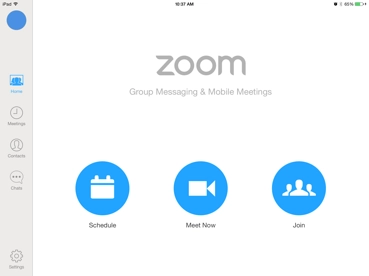 iPad
10:37 AM
65%
zoom
Group Messaging & Mobile Meetings
Home
Meetings
Contacts
Chats
Settings
Schedule
Meet Now
Join